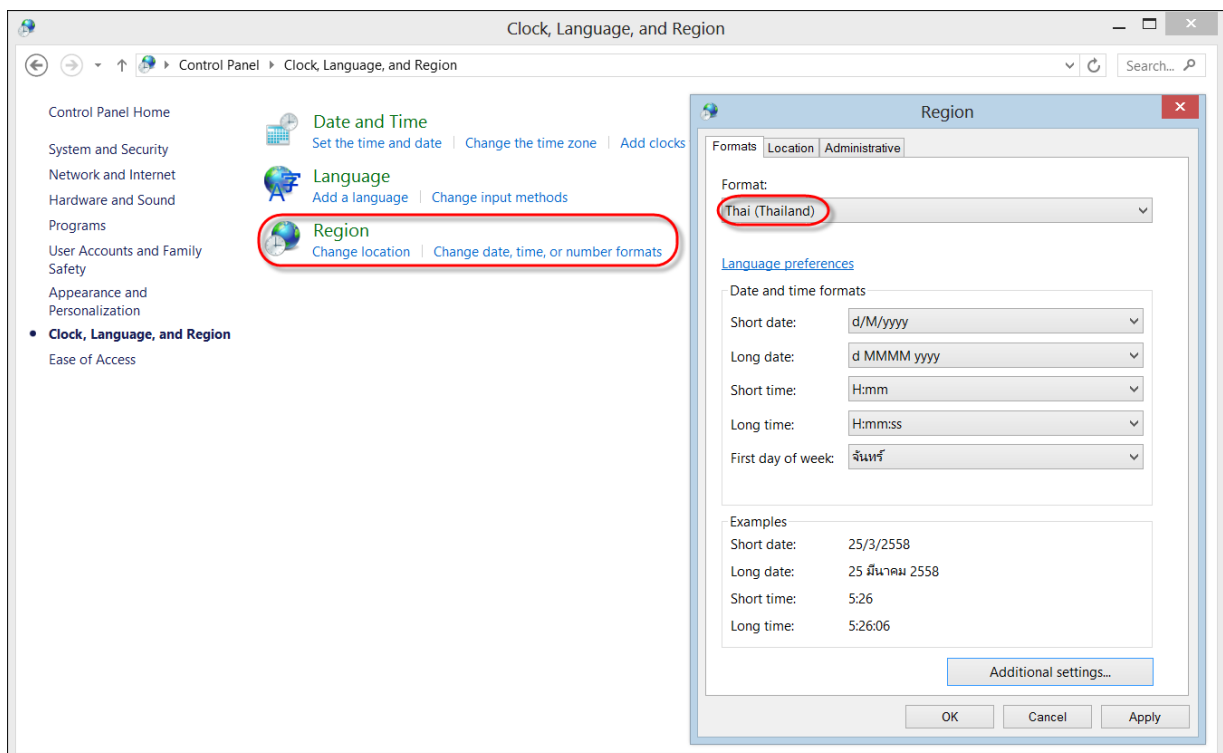 Clock, Language, and Region
Control Panel Clock, Language, and Region
Search...
Control Panel Home
System and Security
Network and Internet
Hardware and Sound
Programs
User Accounts and Family
Safety
Appearance and
Personalization
Clock, Language, and Region
Ease of Access
Date and Time
Set the time and date Change the time zone Add clocks
Language
Add a language Change input methods
Region
Change location Change date, time, or number formats
Region
Formats Location Administrative
Format:
Thai (Thailand)
Language preferences
Date and time formats
Short date: d/M/yyyy
Long date: d MMMM yyyy
Short time: H:mm
Long time: H:mm:ss
First day of week: จันทร์
Examples
Short date: 25/3/2558
Long date: 25 มีนาคม 2558
Short time: 5:26
Long time: 5:26:06
Additional settings...
OK Cancel Apply